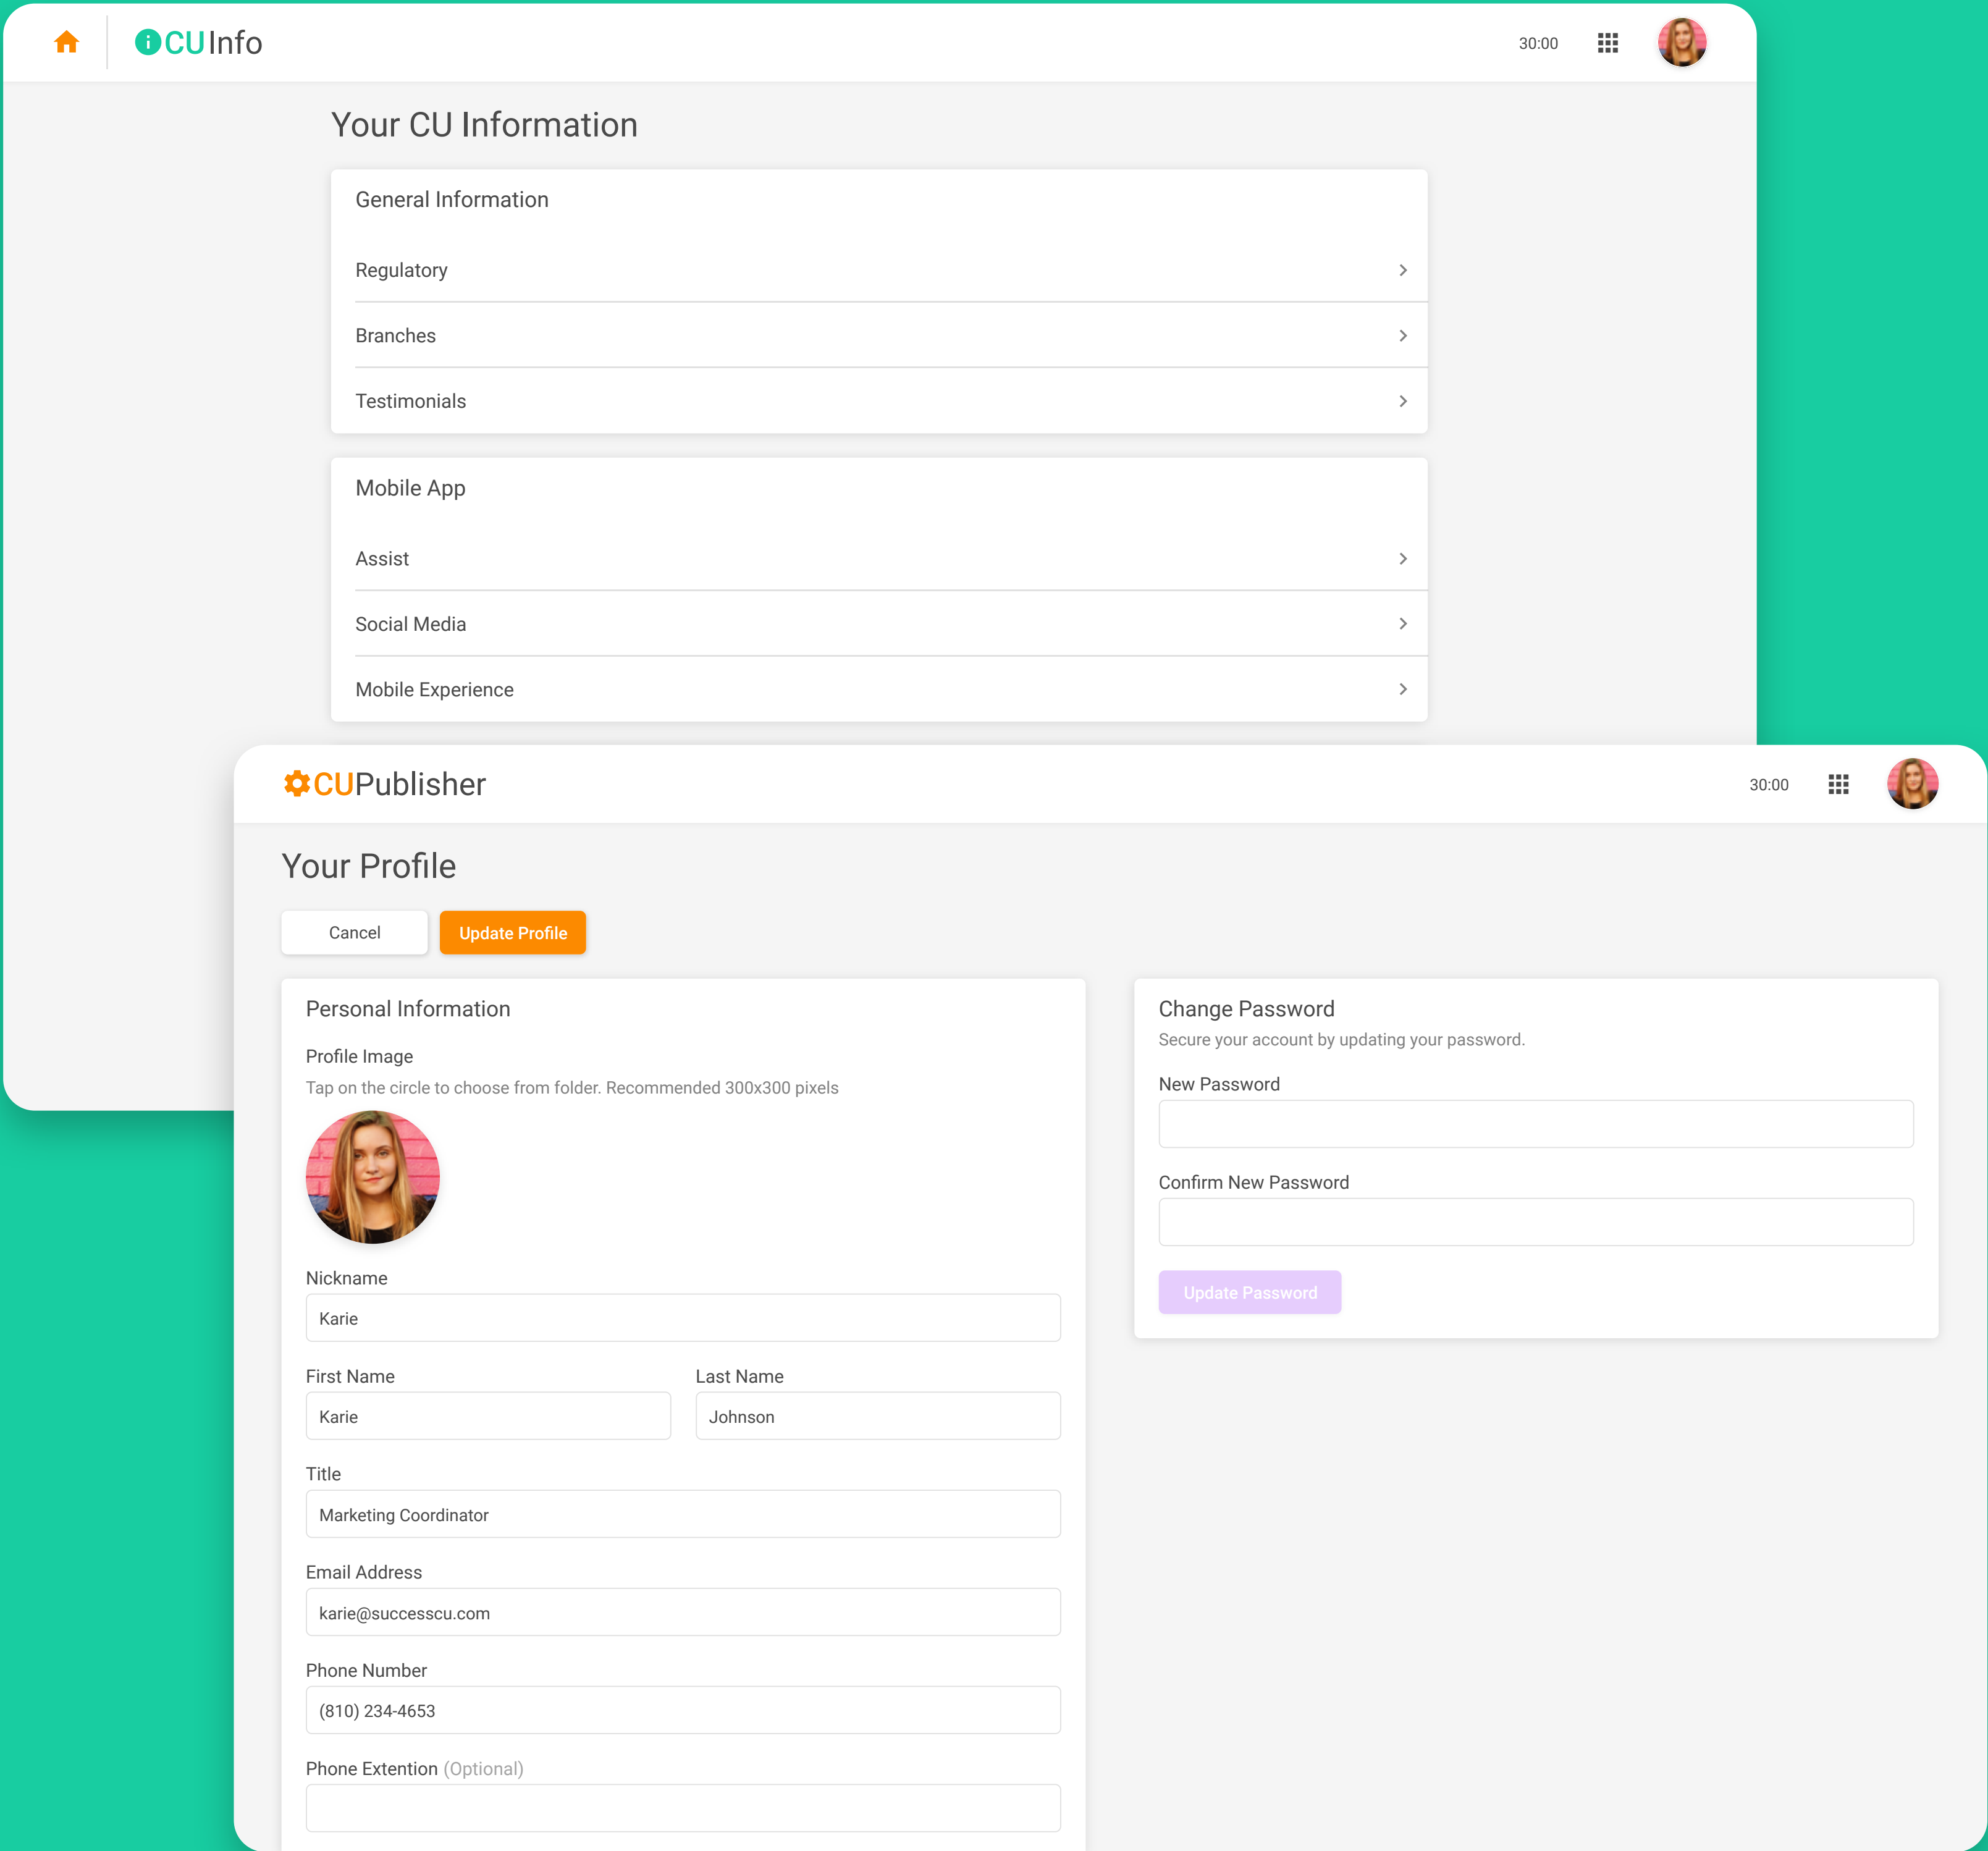 CUInfo
30:00
Your CU Information
General Information
Regulatory
Branches
Testimonials
Mobile App
Assist
Social Media
Mobile Experience
CUPublisher
30:00
Your Profile
Cancel
Update Profile
Personal Information
Profile Image
Tap on the circle to choose from folder. Recommended 300x300 pixels
Nickname
Karie
First Name
Last Name
Karie
Johnson
Title
Marketing Coordinator
Email Address
karie@successcu.com
Phone Number
(810) 234-4653
Phone Extention (Optional)
Change Password
Secure your account by updating your password.
New Password
Confirm New Password
Update Password